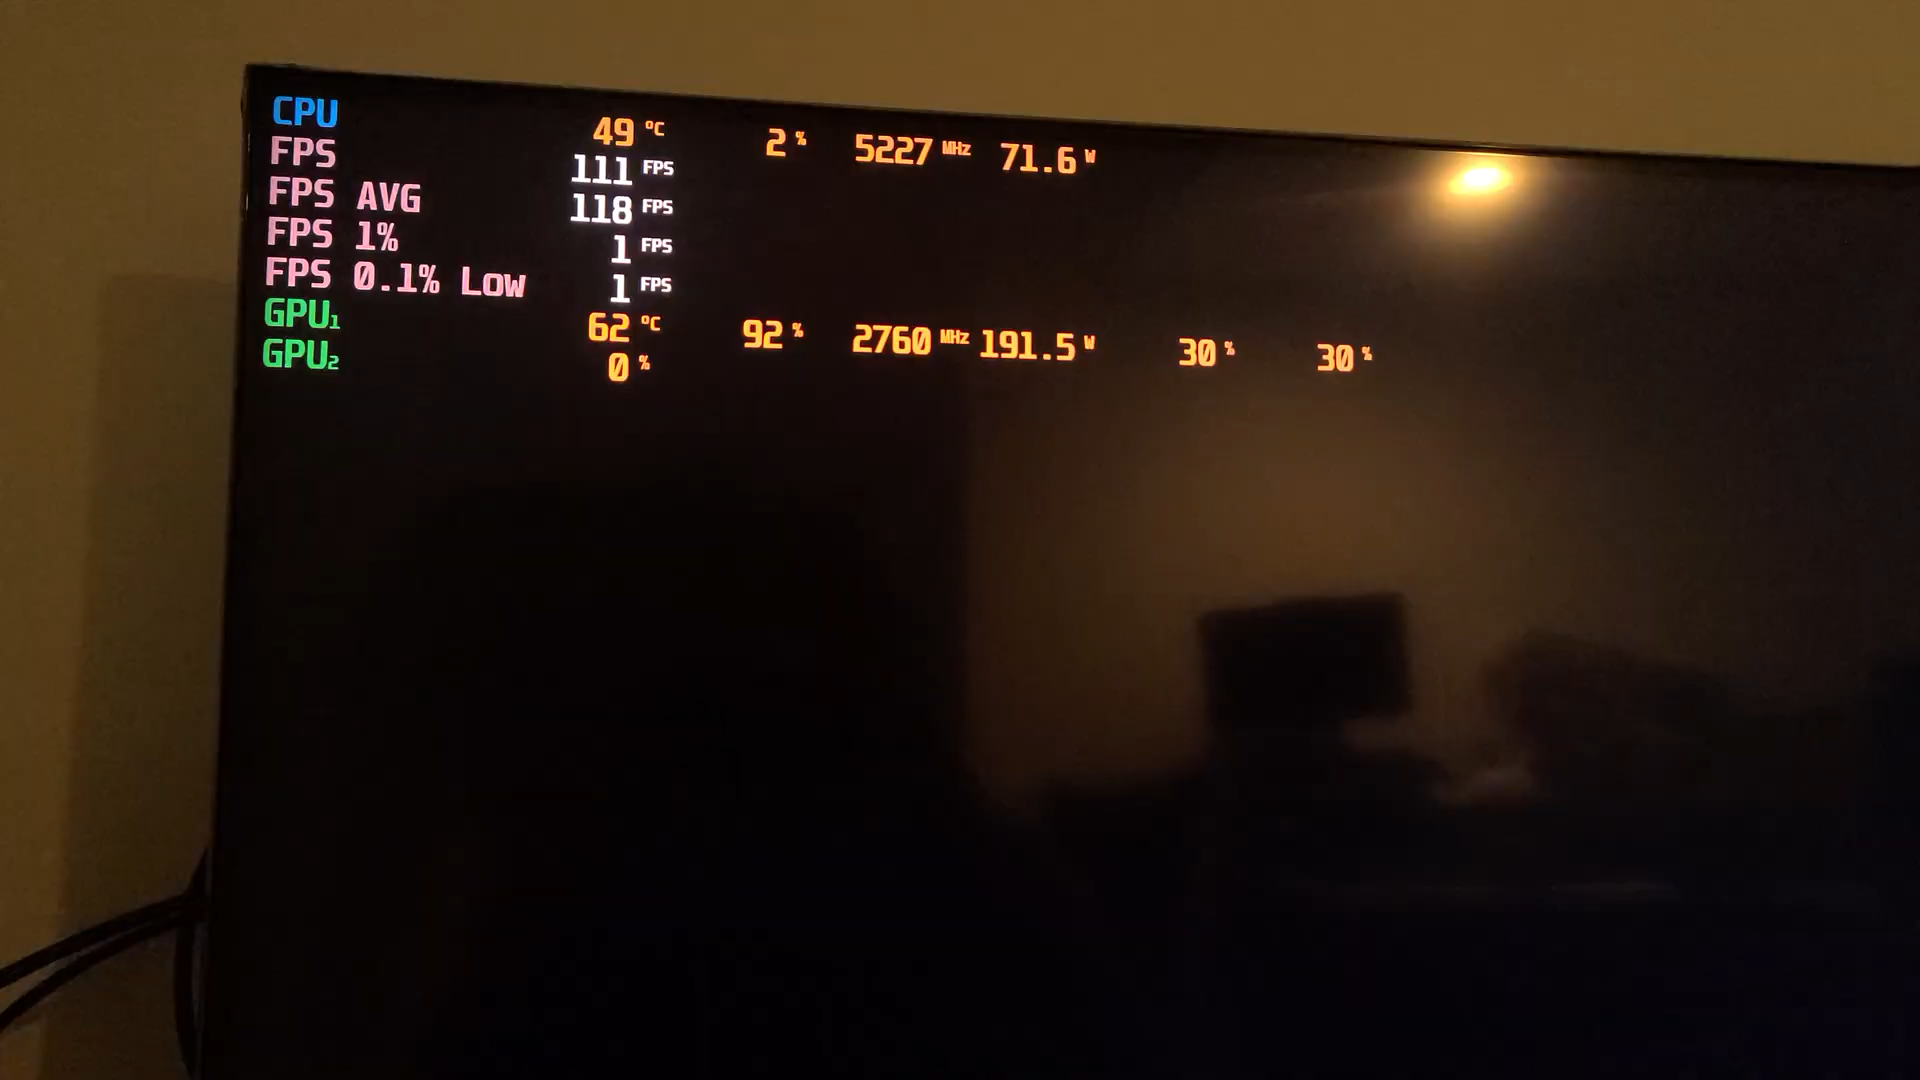 CPU 49 °C 2 % 5227 MHz 71.6 W
FPS 111 FPS
FPS AVG 118 FPS
FPS 1% 1 FPS
FPS 0.1% Low 1 FPS
GPU1 62 °C 92 % 2760 MHz 191.5 W 30 % 30 %
GPU2 0 %